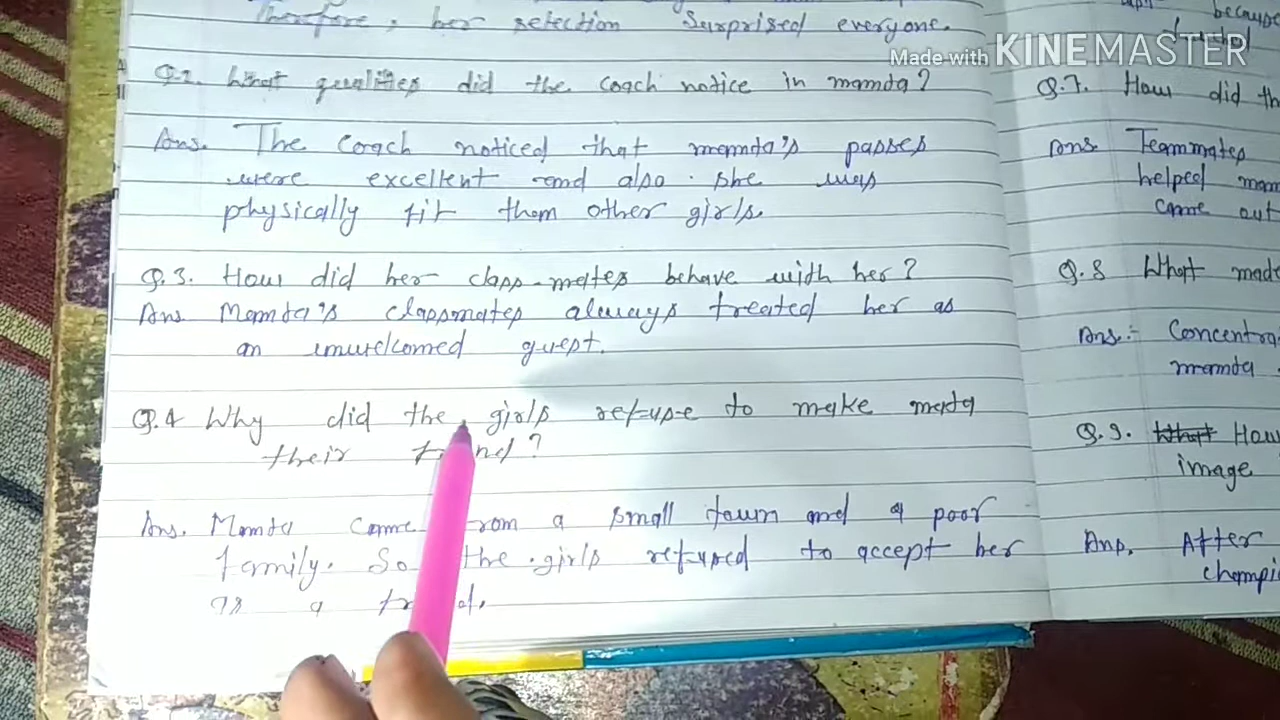 Therefore, her selection Surprised everyone.
Q.2. What qualities did the coach notice in mamta?
Ans. The Coach noticed that mamta's passes
were excellent and also she was
physically fit them other girls.
Q.3. How did her class-mates behave with her?
Ans Mamta's classmates always treated her as
an unwelcomed guest.
Q.4 Why did the girls refuse to make mata
their
Ans. Mamta came from a small town and a poor
family. So the girls refused to accept her
as a
because
Q.7. How did th
Ans Teammates
helped mam
came out
Q.8 What made
Ans:- Concentra
mamta
Q.9. What How
image
Ans. After
champi
Made with KINEMASTER